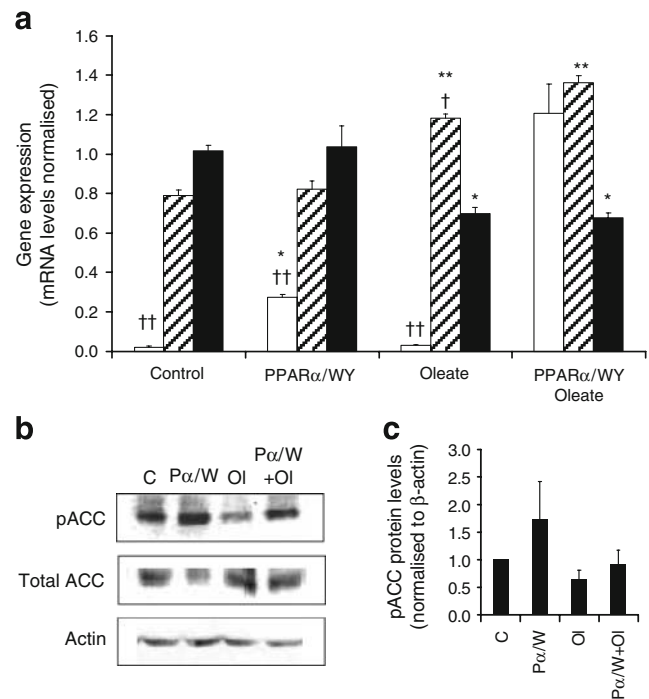 a
Gene expression
(mRNA levels normalised)
1.6
1.4
1.2
1.0
0.8
0.6
0.4
0.2
0.0
††
*
††
**
†
††
*
**
*
Control
PPARα/WY
Oleate
PPARα/WY
Oleate
b
C Pα/W Ol Pα/W
+Ol
pACC
Total ACC
Actin
c
pACC protein levels
(normalised to β-actin)
3.0
2.5
2.0
1.5
1.0
0.5
0.0
C
Pα/W
Ol
Pα/W+Ol